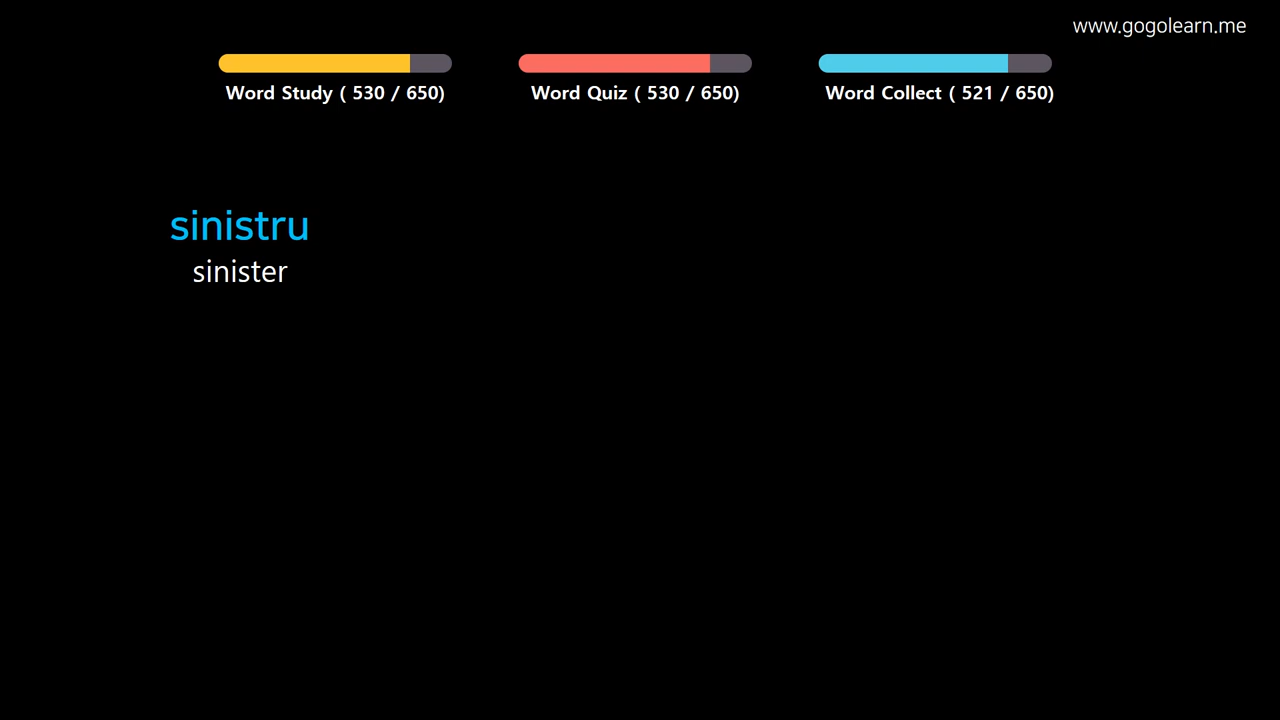 www.gogolearn.me
Word Study ( 530 / 650)
Word Quiz ( 530 / 650)
Word Collect ( 521 / 650)
sinistru
sinister